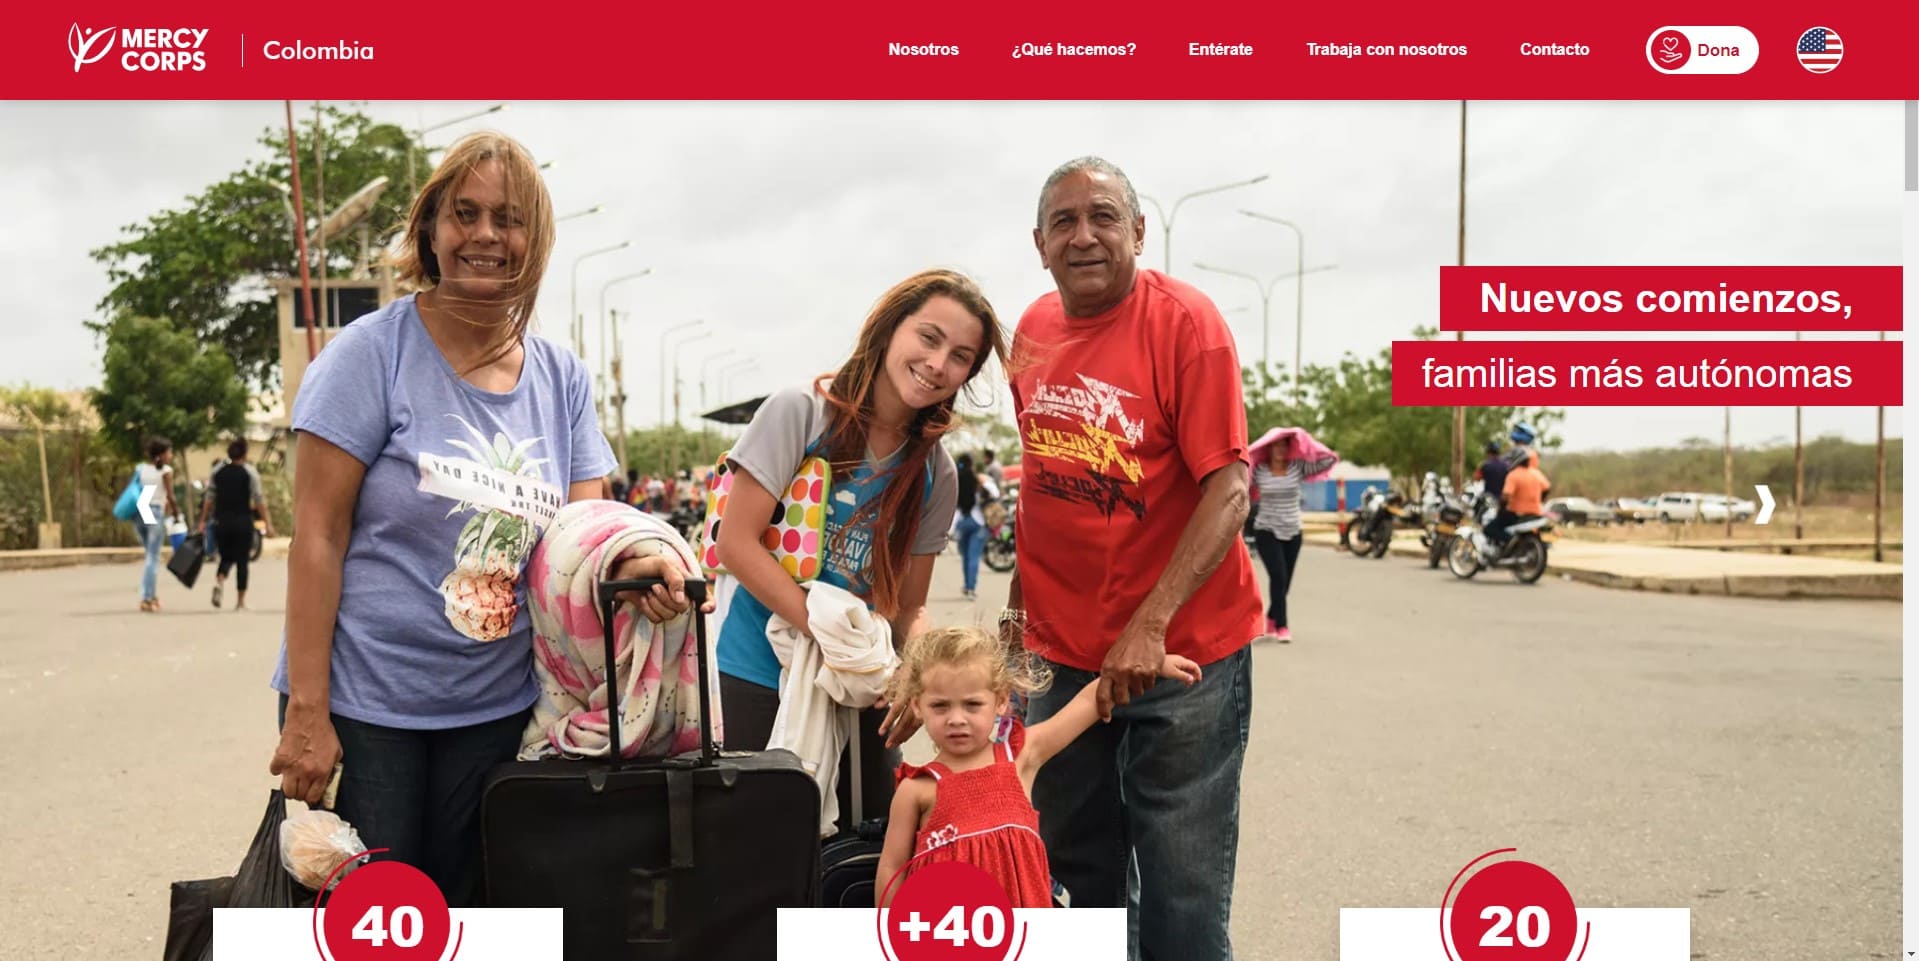 MERCY
CORPS
Colombia
Nosotros
¿Qué hacemos?
Entérate
Trabaja con nosotros
Contacto
Dona
Nuevos comienzos,
familias más autónomas
HAVE A NICE DAY
40
+40
20